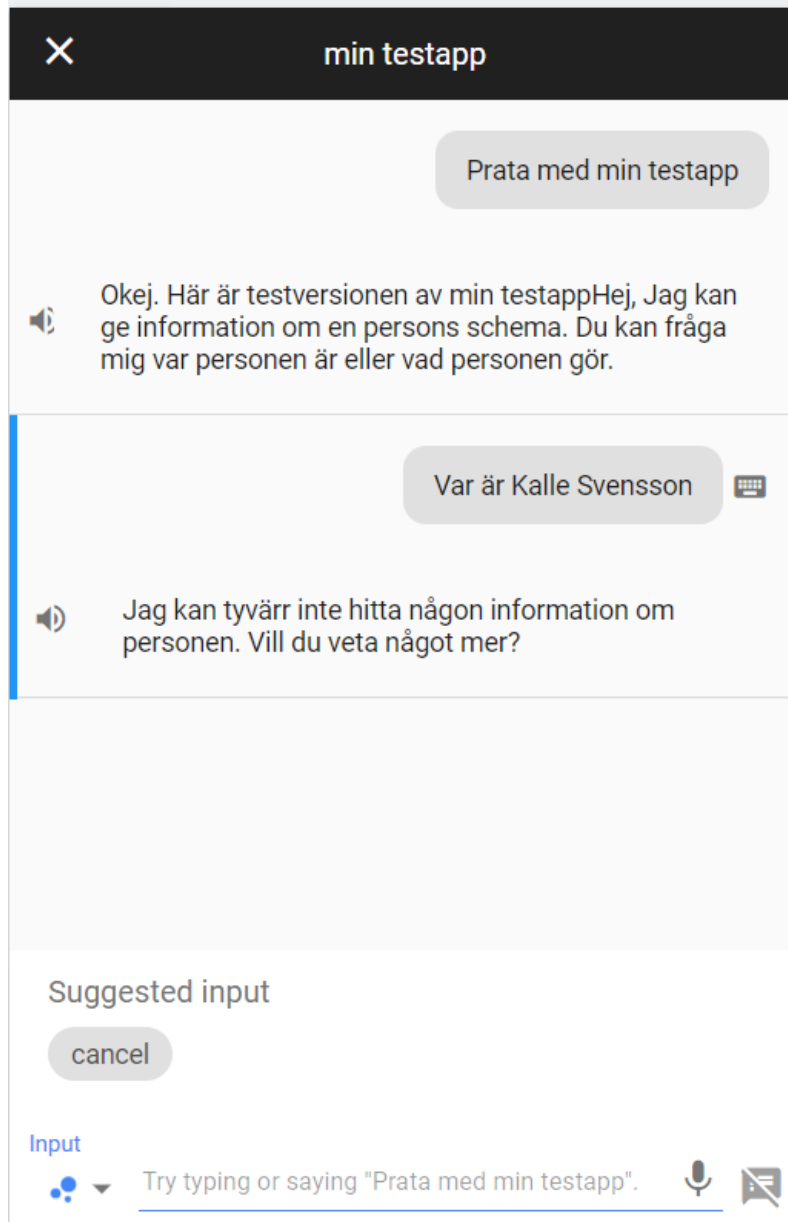 min testapp
Prata med min testapp
Okej. Här är testversionen av min testappHej, Jag kan
ge information om en persons schema. Du kan fråga
mig var personen är eller vad personen gör.
Var är Kalle Svensson
Jag kan tyvärr inte hitta någon information om
personen. Vill du veta något mer?
Suggested input
cancel
Input
Try typing or saying "Prata med min testapp".